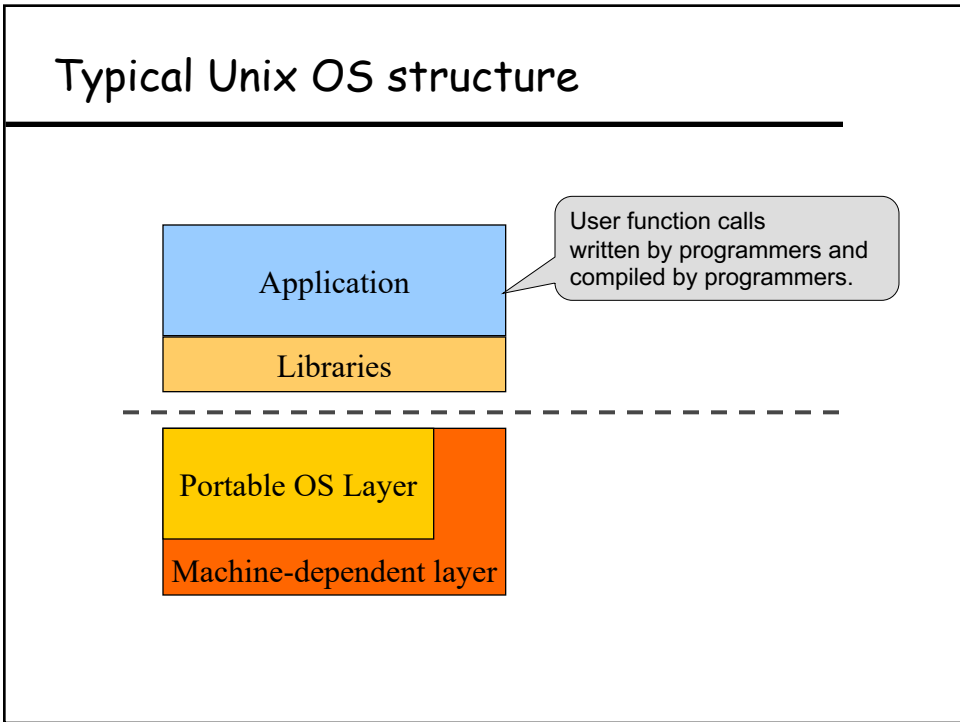 Typical Unix OS structure
User function calls
written by programmers and
compiled by programmers.
Application
Libraries
Portable OS Layer
Machine-dependent layer